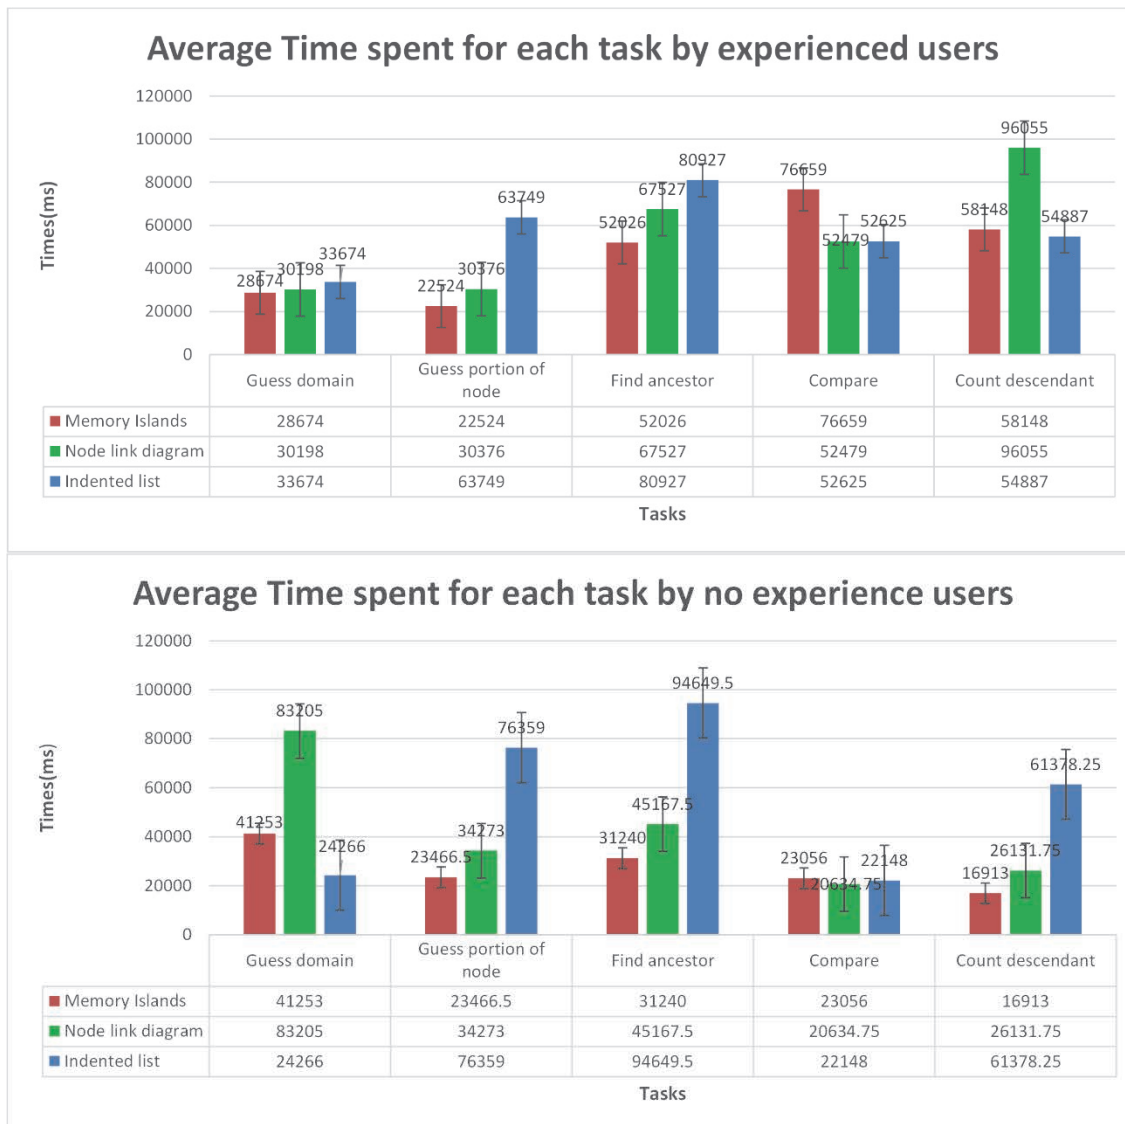 Average Time spent for each task by experienced users
Times(ms)
120000
100000
80000
60000
40000
20000
0
28674 30198 33674
22524 30376 63749
52026 67527 80927
76659 52479 52625
58148 96055 54887
Guess domain Guess portion of node Find ancestor Compare Count descendant
Memory Islands 28674 22524 52026 76659 58148
Node link diagram 30198 30376 67527 52479 96055
Indented list 33674 63749 80927 52625 54887
Tasks
Average Time spent for each task by no experience users
Times(ms)
120000
100000
80000
60000
40000
20000
0
41253 83205 24266
23466.5 34273 76359
31240 45167.5 94649.5
23056 20634.75 22148
16913 26131.75 61378.25
Guess domain Guess portion of node Find ancestor Compare Count descendant
Memory Islands 41253 23466.5 31240 23056 16913
Node link diagram 83205 34273 45167.5 20634.75 26131.75
Indented list 24266 76359 94649.5 22148 61378.25
Tasks